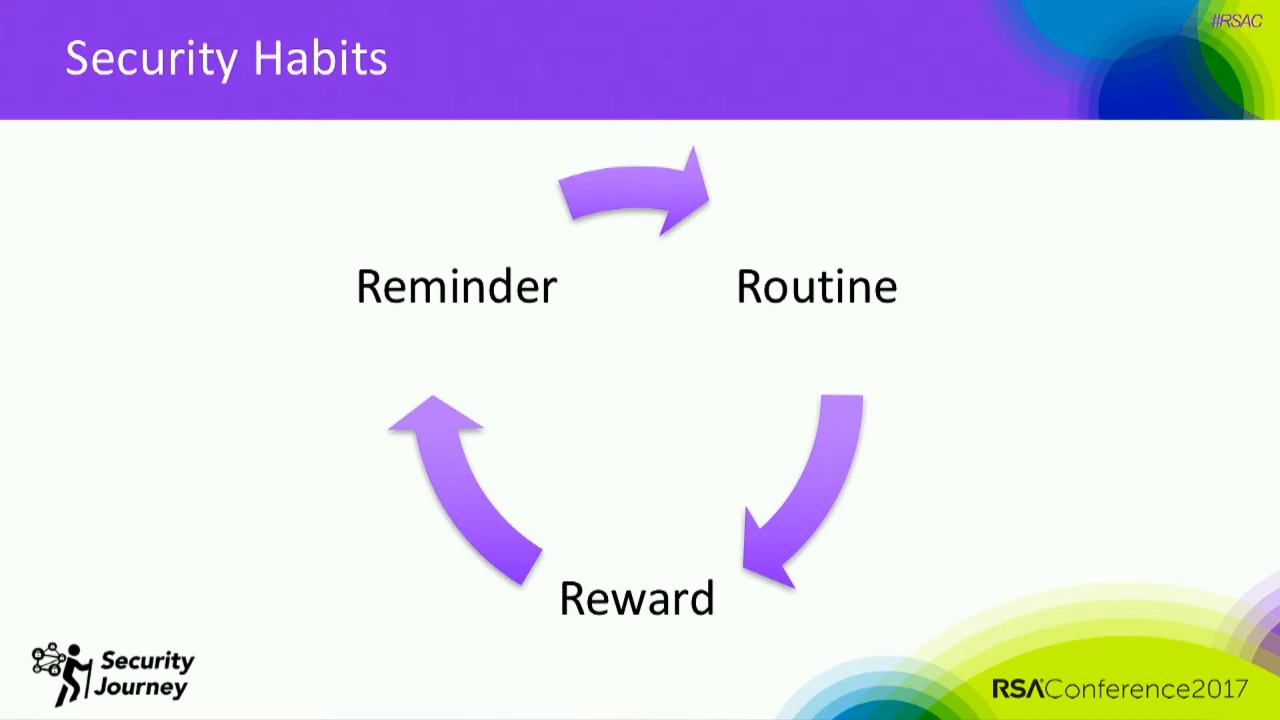 #RSAC
Security Habits
Reminder
Routine
Reward
Security
Journey
RSAConference2017